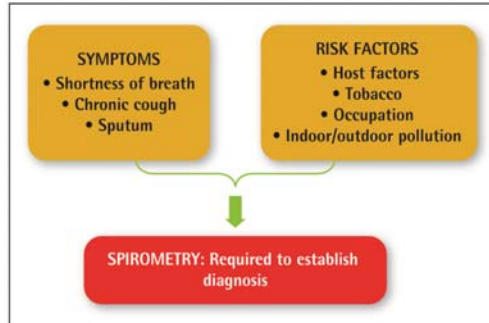 SYMPTOMS
• Shortness of breath
• Chronic cough
• Sputum
RISK FACTORS
• Host factors
• Tobacco
• Occupation
• Indoor/outdoor pollution
SPIROMETRY: Required to establish
diagnosis